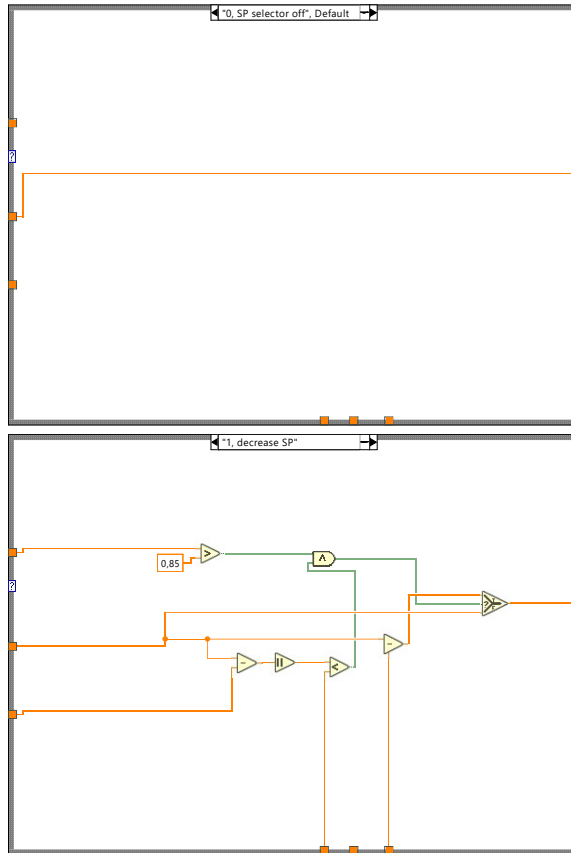 "0, SP selector off", Default
?
"1, decrease SP"
>
0,85
∧
?
? T F
-
- | | <